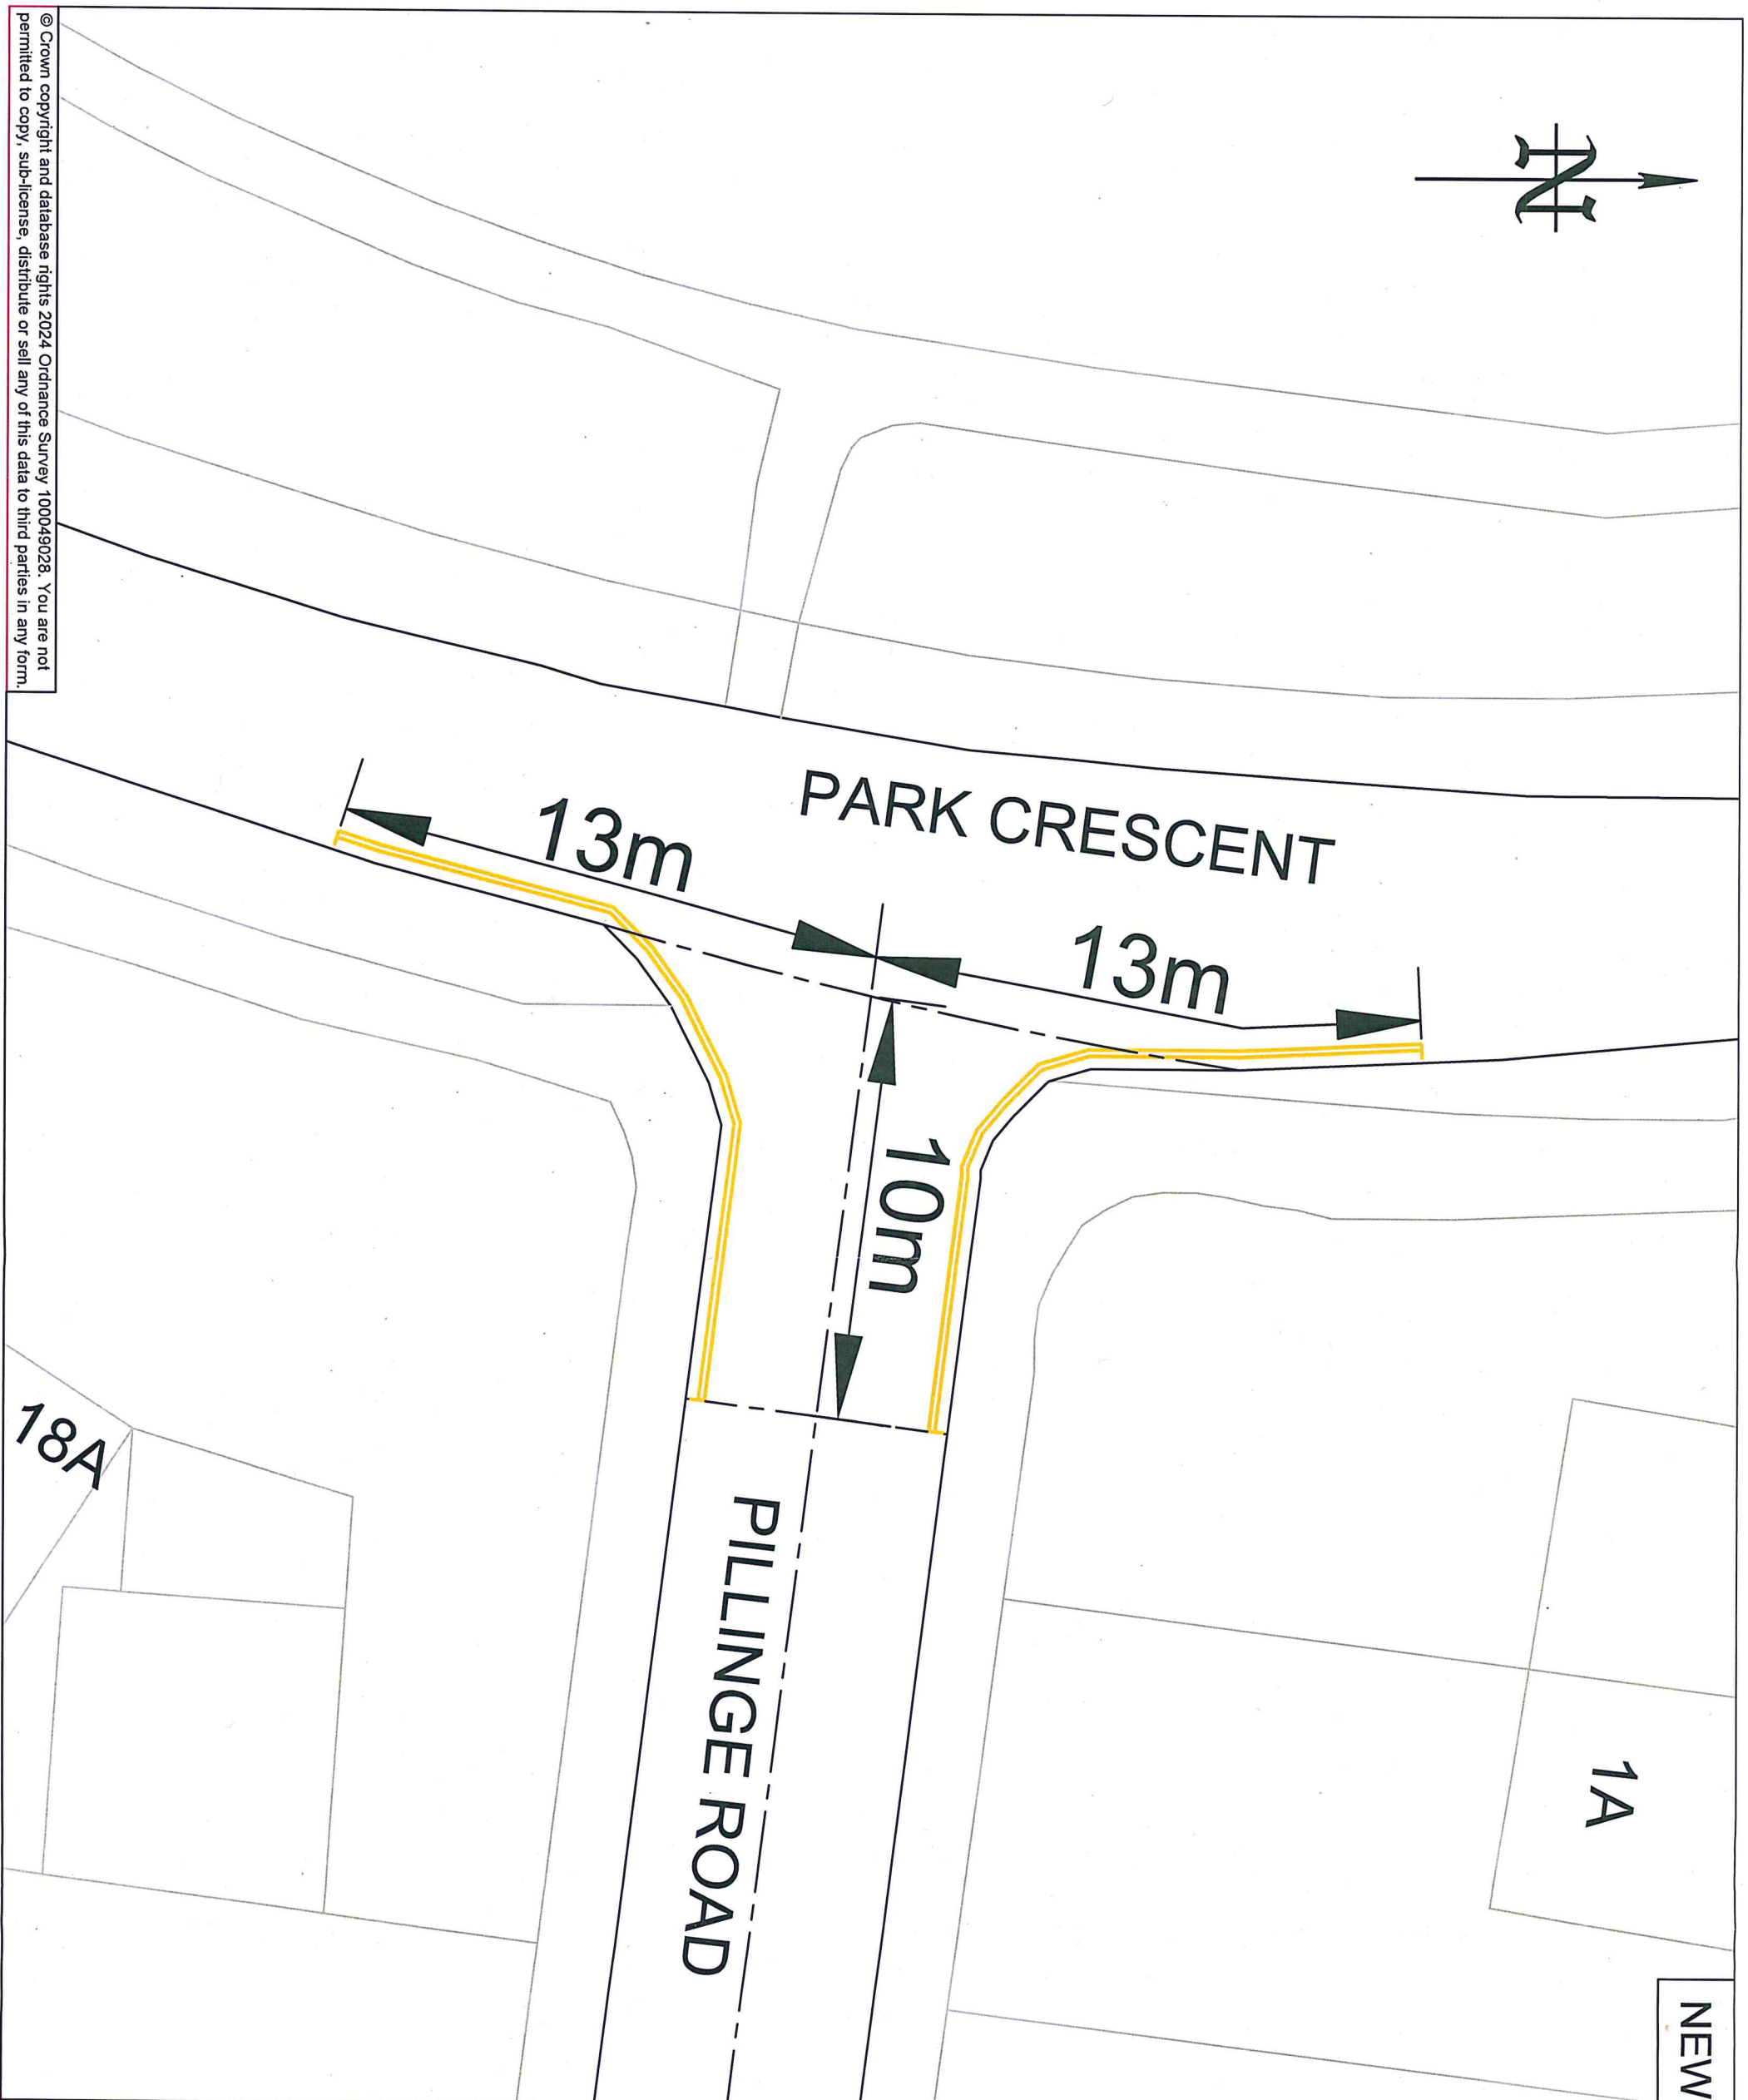 N
PARK CRESCENT
13m
13m
10m
PILLINGE ROAD
18A
1A
NEW
© Crown copyright and database rights 2024 Ordnance Survey 100049028. You are not
permitted to copy, sub-license, distribute or sell any of this data to third parties in any form.